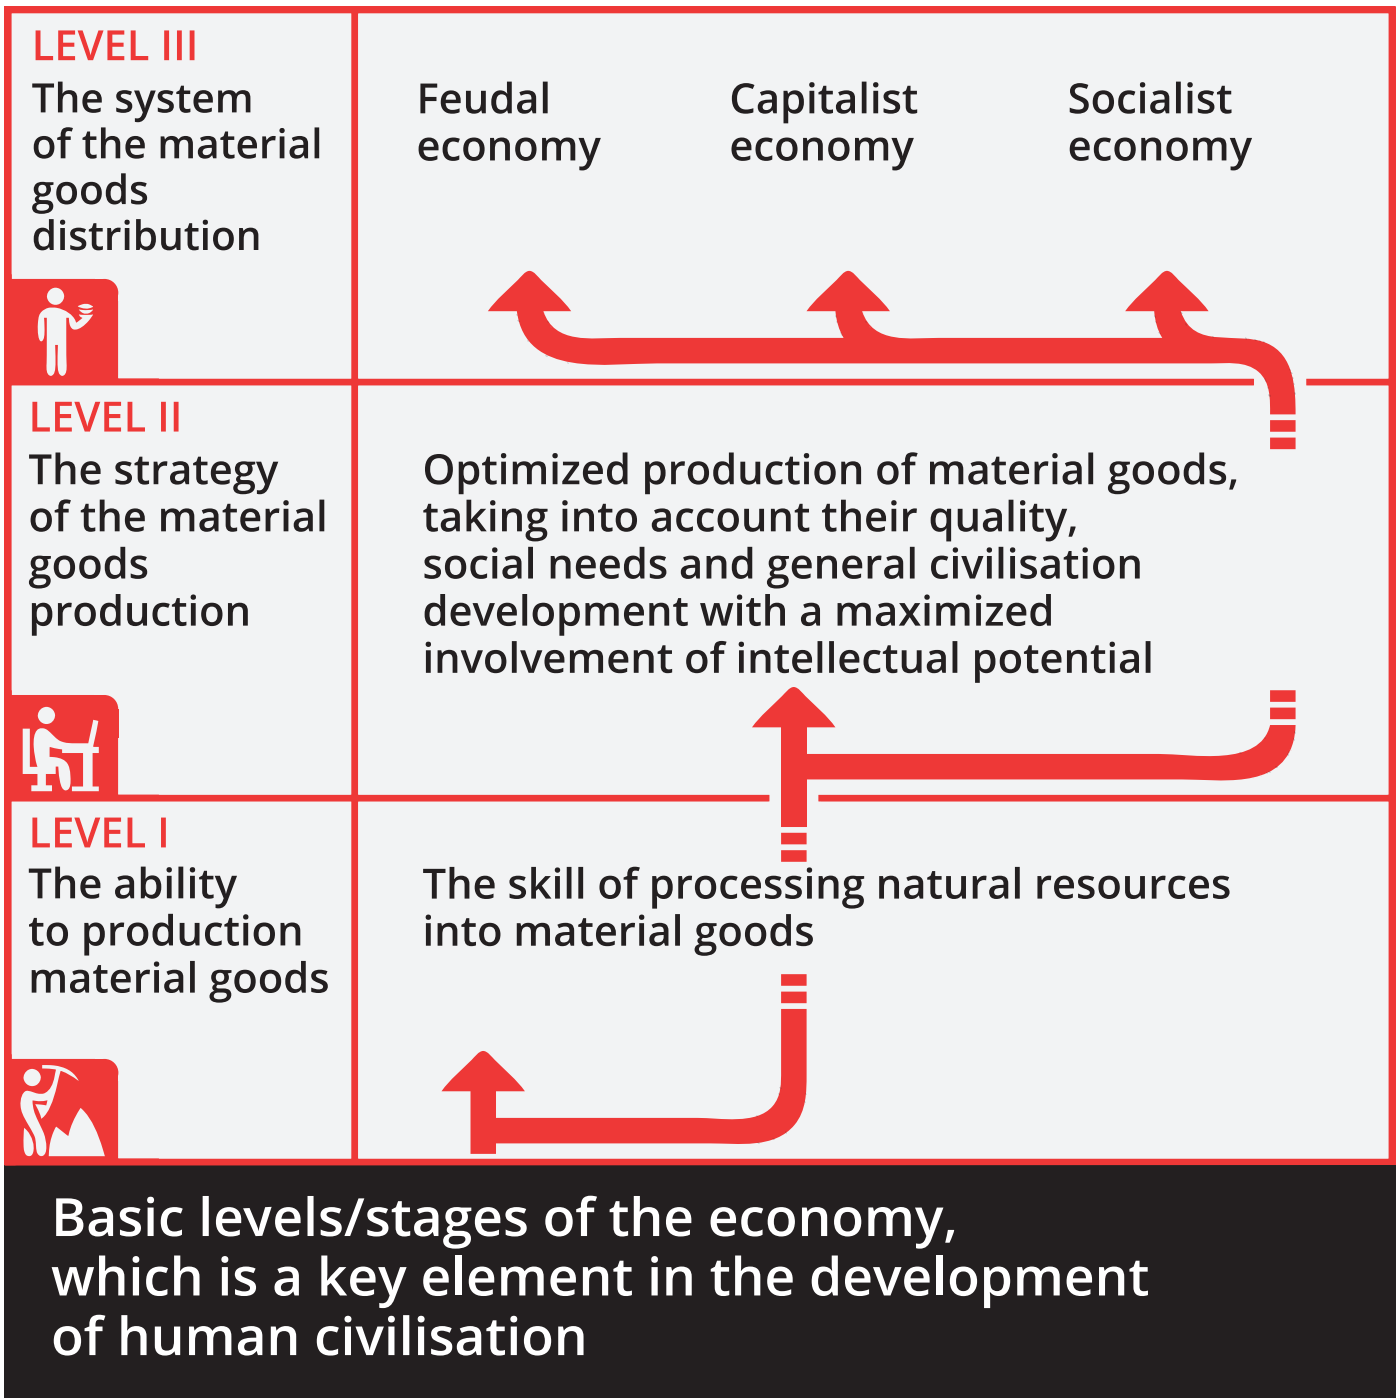 LEVEL III
The system
of the material
goods
distribution
Feudal
economy
Capitalist
economy
Socialist
economy
LEVEL II
The strategy
of the material
goods
production
Optimized production of material goods,
taking into account their quality,
social needs and general civilisation
development with a maximized
involvement of intellectual potential
LEVEL I
The ability
to production
material goods
The skill of processing natural resources
into material goods
Basic levels/stages of the economy,
which is a key element in the development
of human civilisation